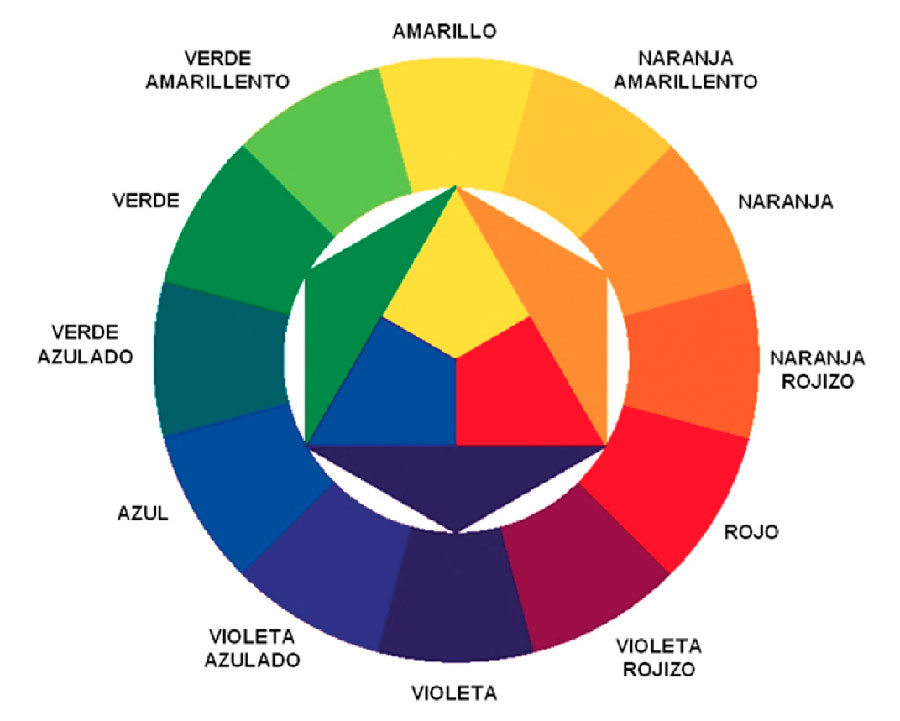 AMARILLO
VERDE
AMARILLENTO
NARANJA
AMARILLENTO
VERDE
NARANJA
VERDE
AZULADO
NARANJA
ROJIZO
AZUL
ROJO
VIOLETA
AZULADO
VIOLETA
ROJIZO
VIOLETA